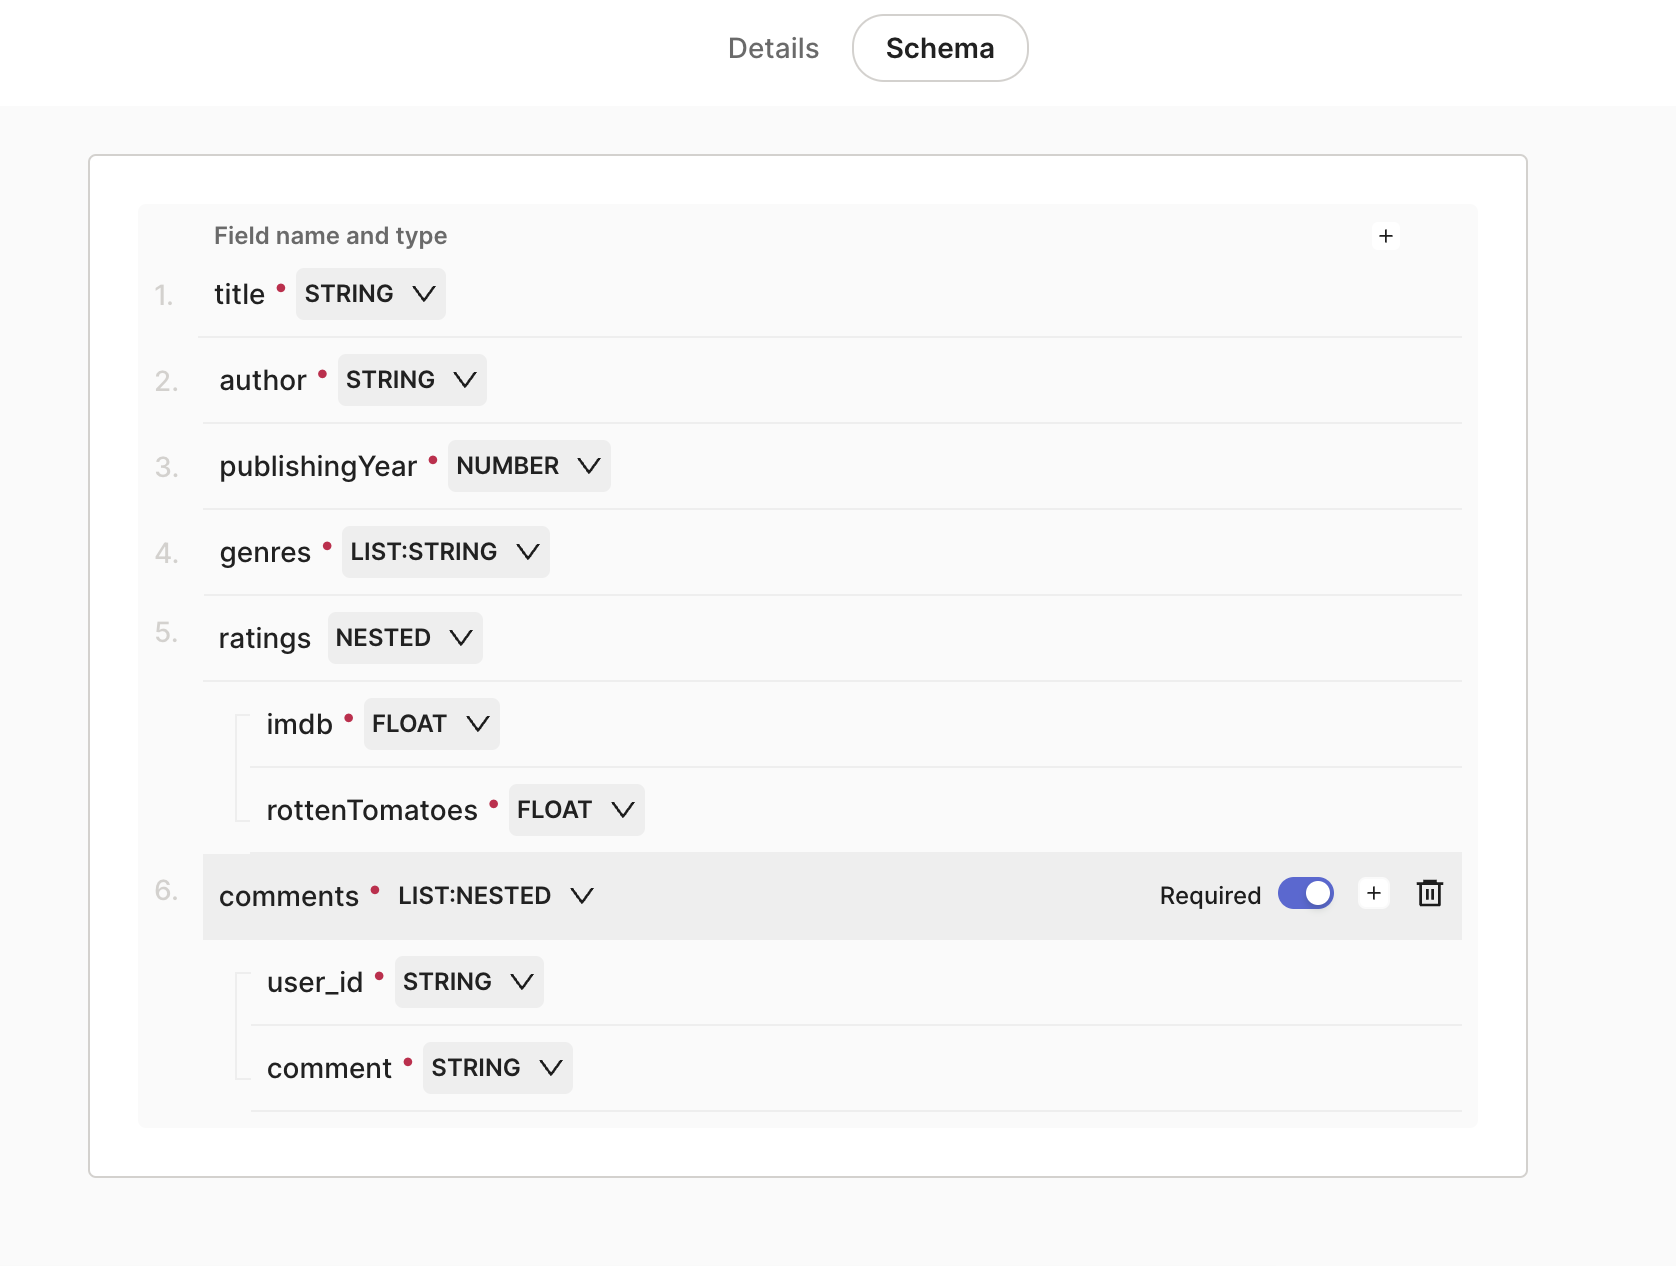 Details Schema
Field name and type +
1. title • STRING
2. author • STRING
3. publishingYear • NUMBER
4. genres • LIST:STRING
5. ratings NESTED
imdb • FLOAT
rottenTomatoes • FLOAT
6. comments • LIST:NESTED Required +
user_id • STRING
comment • STRING